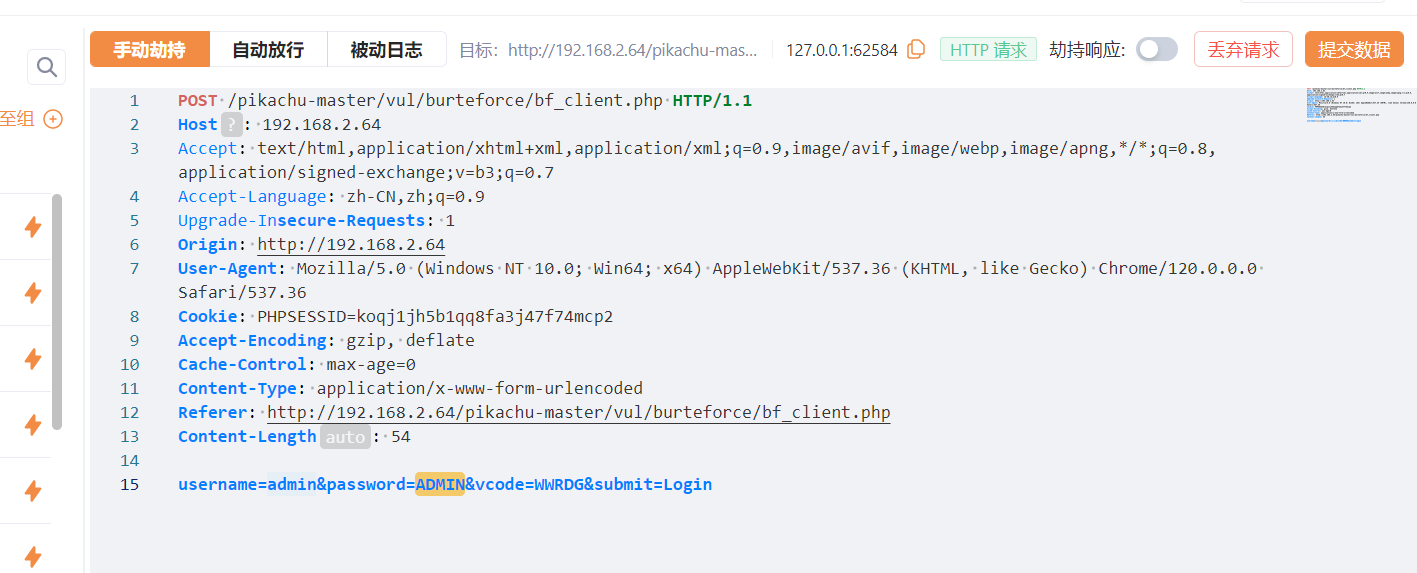 手动劫持 自动放行 被动日志 目标: http://192.168.2.64/pikachu-mas... 127.0.0.1:62584 HTTP 请求 劫持响应: 丢弃请求 提交数据
至组
1 POST /pikachu-master/vul/burteforce/bf_client.php HTTP/1.1
2 Host ? : 192.168.2.64
3 Accept: text/html,application/xhtml+xml,application/xml;q=0.9,image/avif,image/webp,image/apng,*/*;q=0.8,
application/signed-exchange;v=b3;q=0.7
4 Accept-Language: zh-CN,zh;q=0.9
5 Upgrade-Insecure-Requests: 1
6 Origin: http://192.168.2.64
7 User-Agent: Mozilla/5.0 (Windows NT 10.0; Win64; x64) AppleWebKit/537.36 (KHTML, like Gecko) Chrome/120.0.0.0
Safari/537.36
8 Cookie: PHPSESSID=koqj1jh5b1qq8fa3j47f74mcp2
9 Accept-Encoding: gzip, deflate
10 Cache-Control: max-age=0
11 Content-Type: application/x-www-form-urlencoded
12 Referer: http://192.168.2.64/pikachu-master/vul/burteforce/bf_client.php
13 Content-Length auto : 54
14
15 username=admin&password=ADMIN&vcode=WWRDG&submit=Login